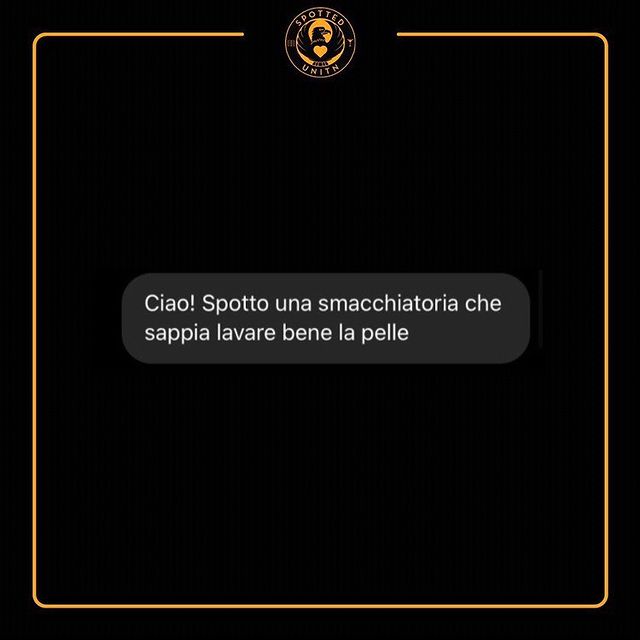 SPOTTED
UNITN
Ciao! Spotto una smacchiatoria che
sappia lavare bene la pelle